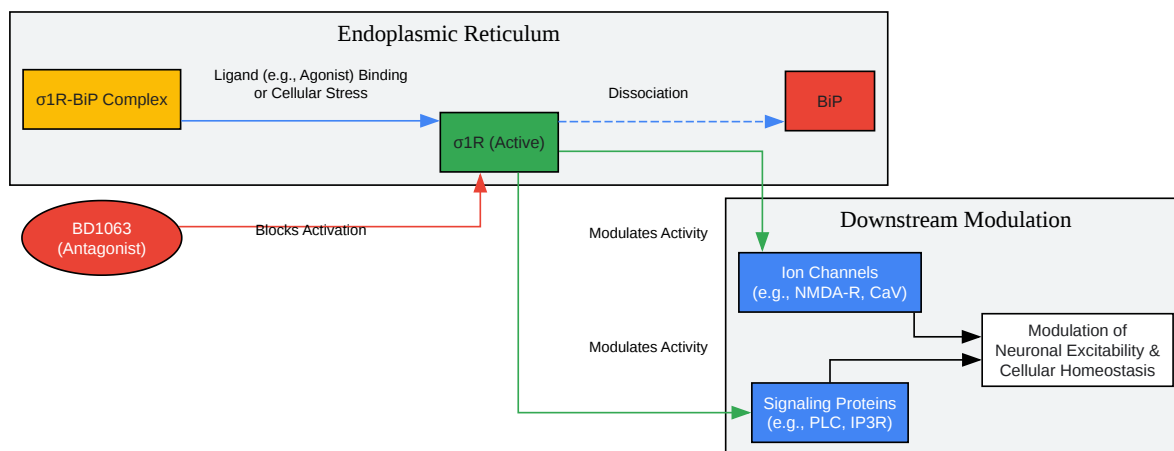 Endoplasmic Reticulum
σ1R-BiP Complex
Ligand (e.g., Agonist) Binding
or Cellular Stress
σ1R (Active)
Dissociation
BiP
BD1063
(Antagonist)
Blocks Activation
Modulates Activity
Modulates Activity
Downstream Modulation
Ion Channels
(e.g., NMDA-R, CaV)
Signaling Proteins
(e.g., PLC, IP3R)
Modulation of
Neuronal Excitability &
Cellular Homeostasis